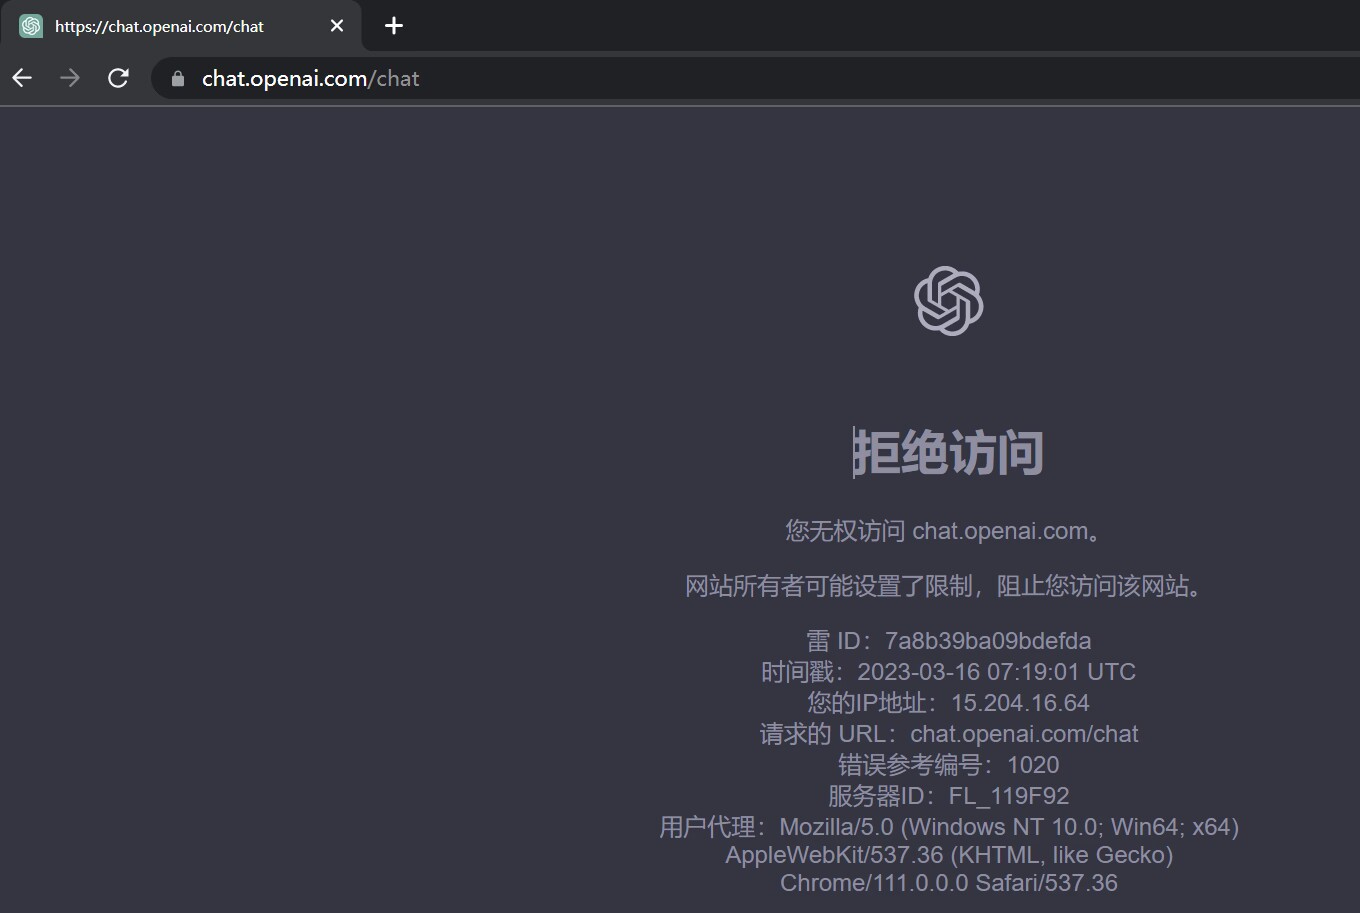 https://chat.openai.com/chat
chat.openai.com/chat
拒绝访问
您无权访问 chat.openai.com。
网站所有者可能设置了限制，阻止您访问该网站。
雷 ID：7a8b39ba09bdefda
时间戳：2023-03-16 07:19:01 UTC
您的IP地址：15.204.16.64
请求的 URL：chat.openai.com/chat
错误参考编号：1020
服务器ID：FL_119F92
用户代理：Mozilla/5.0 (Windows NT 10.0; Win64; x64)
AppleWebKit/537.36 (KHTML, like Gecko)
Chrome/111.0.0.0 Safari/537.36